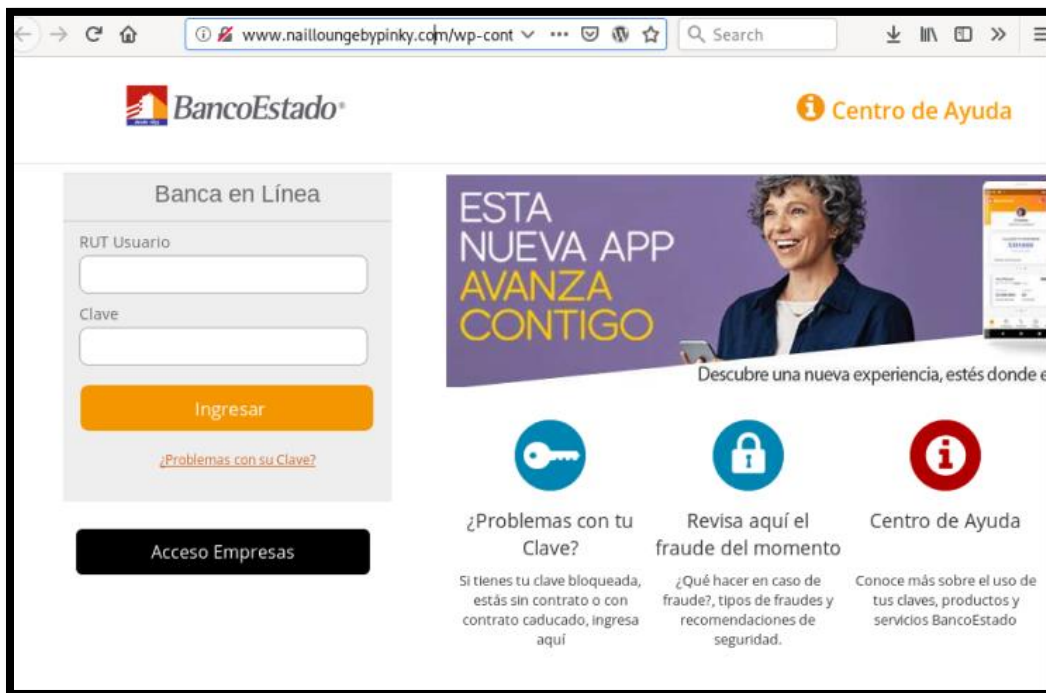 www.nailloungebypinky.com/wp-cont
Search
BancoEstado®
Centro de Ayuda
Banca en Línea
RUT Usuario
Clave
Ingresar
¿Problemas con su Clave?
Acceso Empresas
ESTA
NUEVA APP
AVANZA
CONTIGO
Descubre una nueva experiencia, estés donde e
¿Problemas con tu
Clave?
Si tienes tu clave bloqueada,
estás sin contrato o con
contrato caducado, ingresa
aquí
Revisa aquí el
fraude del momento
¿Qué hacer en caso de
fraude?, tipos de fraudes y
recomendaciones de
seguridad.
Centro de Ayuda
Conoce más sobre el uso de
tus claves, productos y
servicios BancoEstado